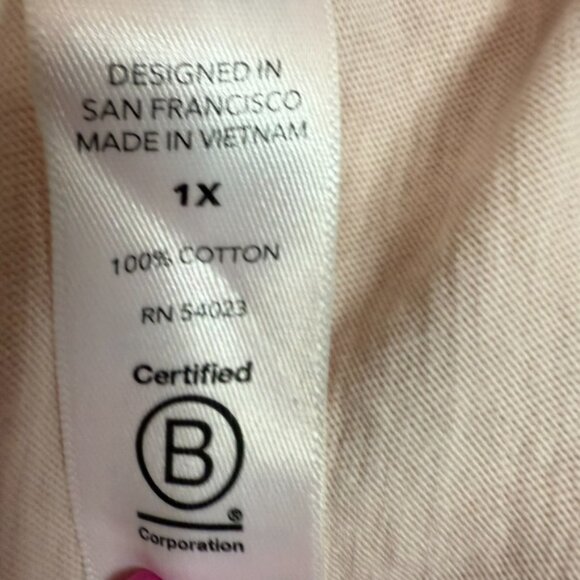 DESIGNED IN
SAN FRANCISCO
MADE IN VIETNAM
1X
100% COTTON
RN 54023
Certified
B
®
Corporation